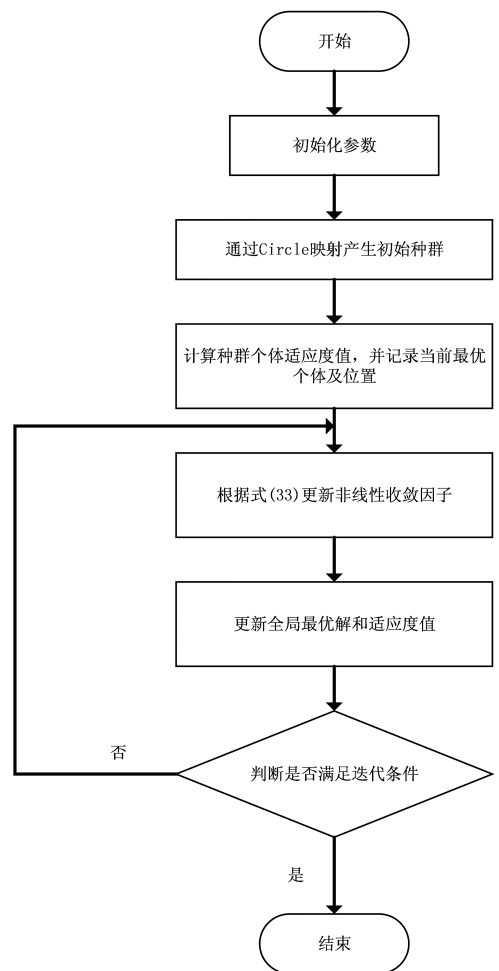 开始
初始化参数
通过Circle映射产生初始种群
计算种群个体适应度值，并记录当前最优
个体及位置
根据式(33)更新非线性收敛因子
更新全局最优解和适应度值
否
判断是否满足迭代条件
是
结束